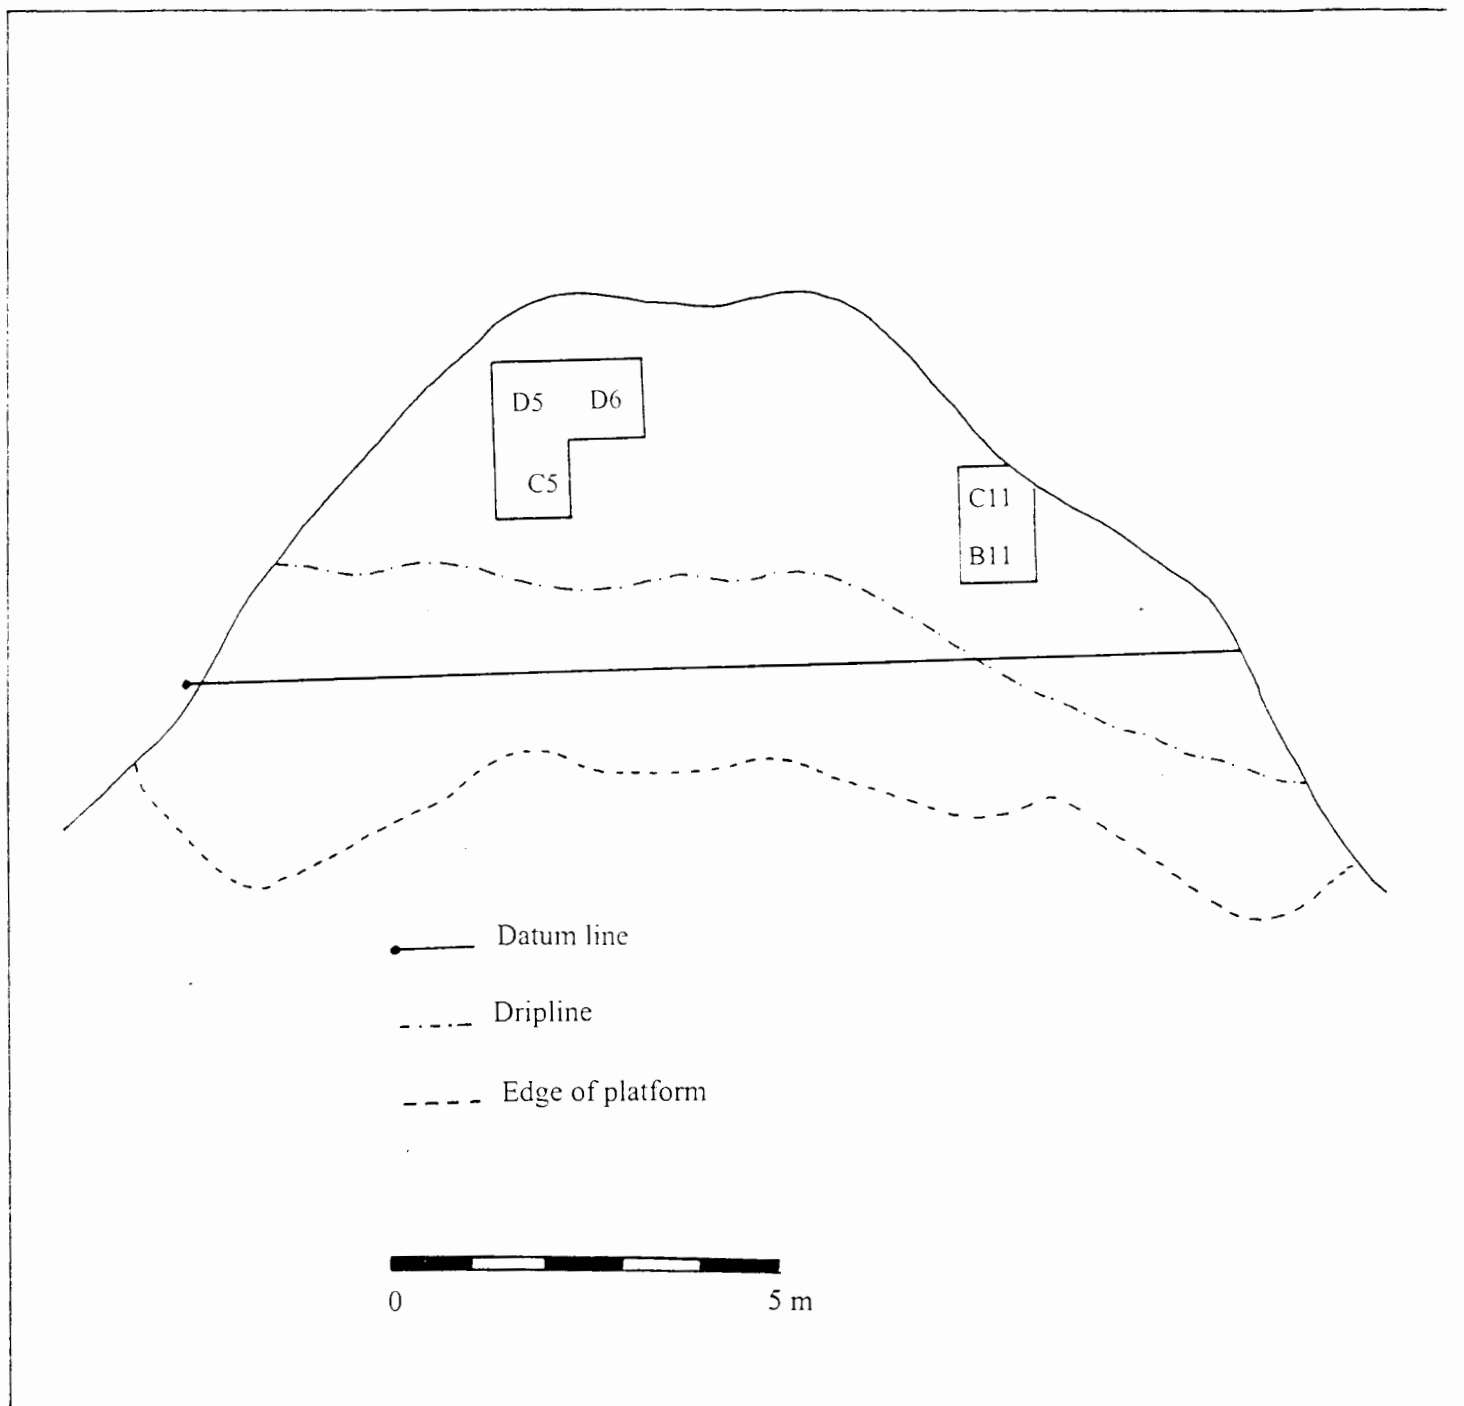 D5 D6
C5
C11
B11
Datum line
Dripline
Edge of platform
0 5 m